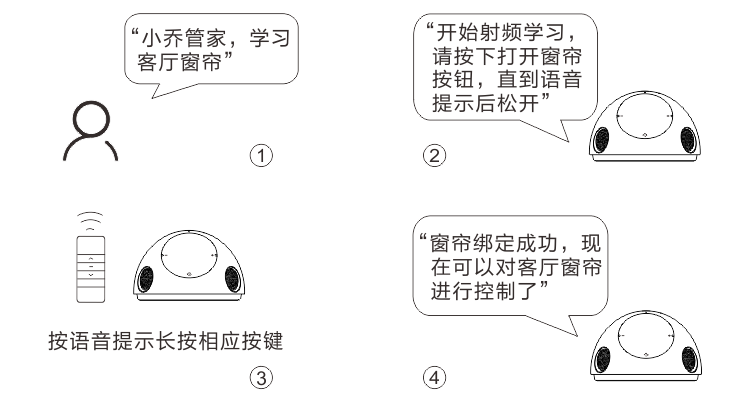 “小乔管家，学习
客厅窗帘”
①
“开始射频学习，
请按下打开窗帘
按钮，直到语音
提示后松开”
②
按语音提示长按相应按键
③
“窗帘绑定成功，现
在可以对客厅窗帘
进行控制了”
④